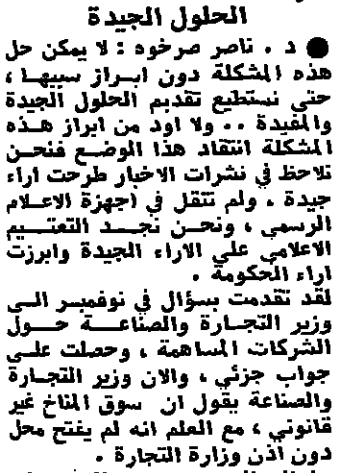 الحلول الجيدة
● د . ناصر صرخوه : لا يمكن حل
هذه المشكلة دون ابراز سببها ،
حتى نستطيع تقديم الحلول الجيدة
والمفيدة . . ولا اود من ابراز هذه
المشكلة انتقاد هذا الوضع فنحن
نلاحظ في نشرات الاخبار طرحت اراء
جيدة ، ولم تنقل في اجهزة الاعلام
الرسمي ، ونحن نجد التعتيم
الاعلامي على الاراء الجيدة وابرزت
اراء الحكومة .
لقد تقدمت بسؤال في نوفمبر الى
وزير التجارة والصناعة حول
الشركات المساهمة ، وحصلت على
جواب جزئي ، والان وزير التجارة
والصناعة يقول ان سوق المناخ غير
قانوني ، مع العلم انه لم يفتح محل
دون اذن وزارة التجارة .